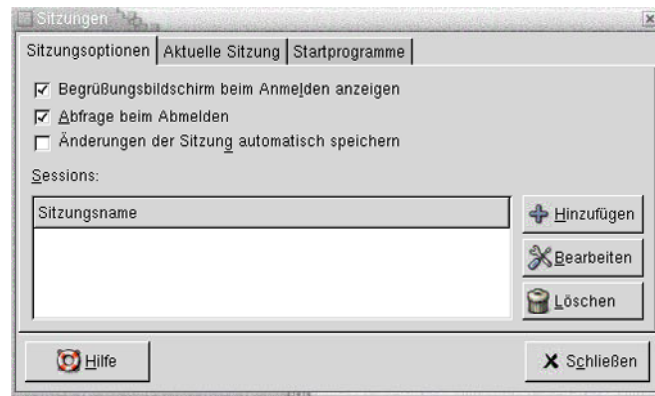 Sitzungen
Sitzungsoptionen Aktuelle Sitzung Startprogramme
Begrüßungsbildschirm beim Anmelden anzeigen
Abfrage beim Abmelden
Änderungen der Sitzung automatisch speichern
Sessions:
Sitzungsname
Hinzufügen
Bearbeiten
Löschen
Hilfe
Schließen